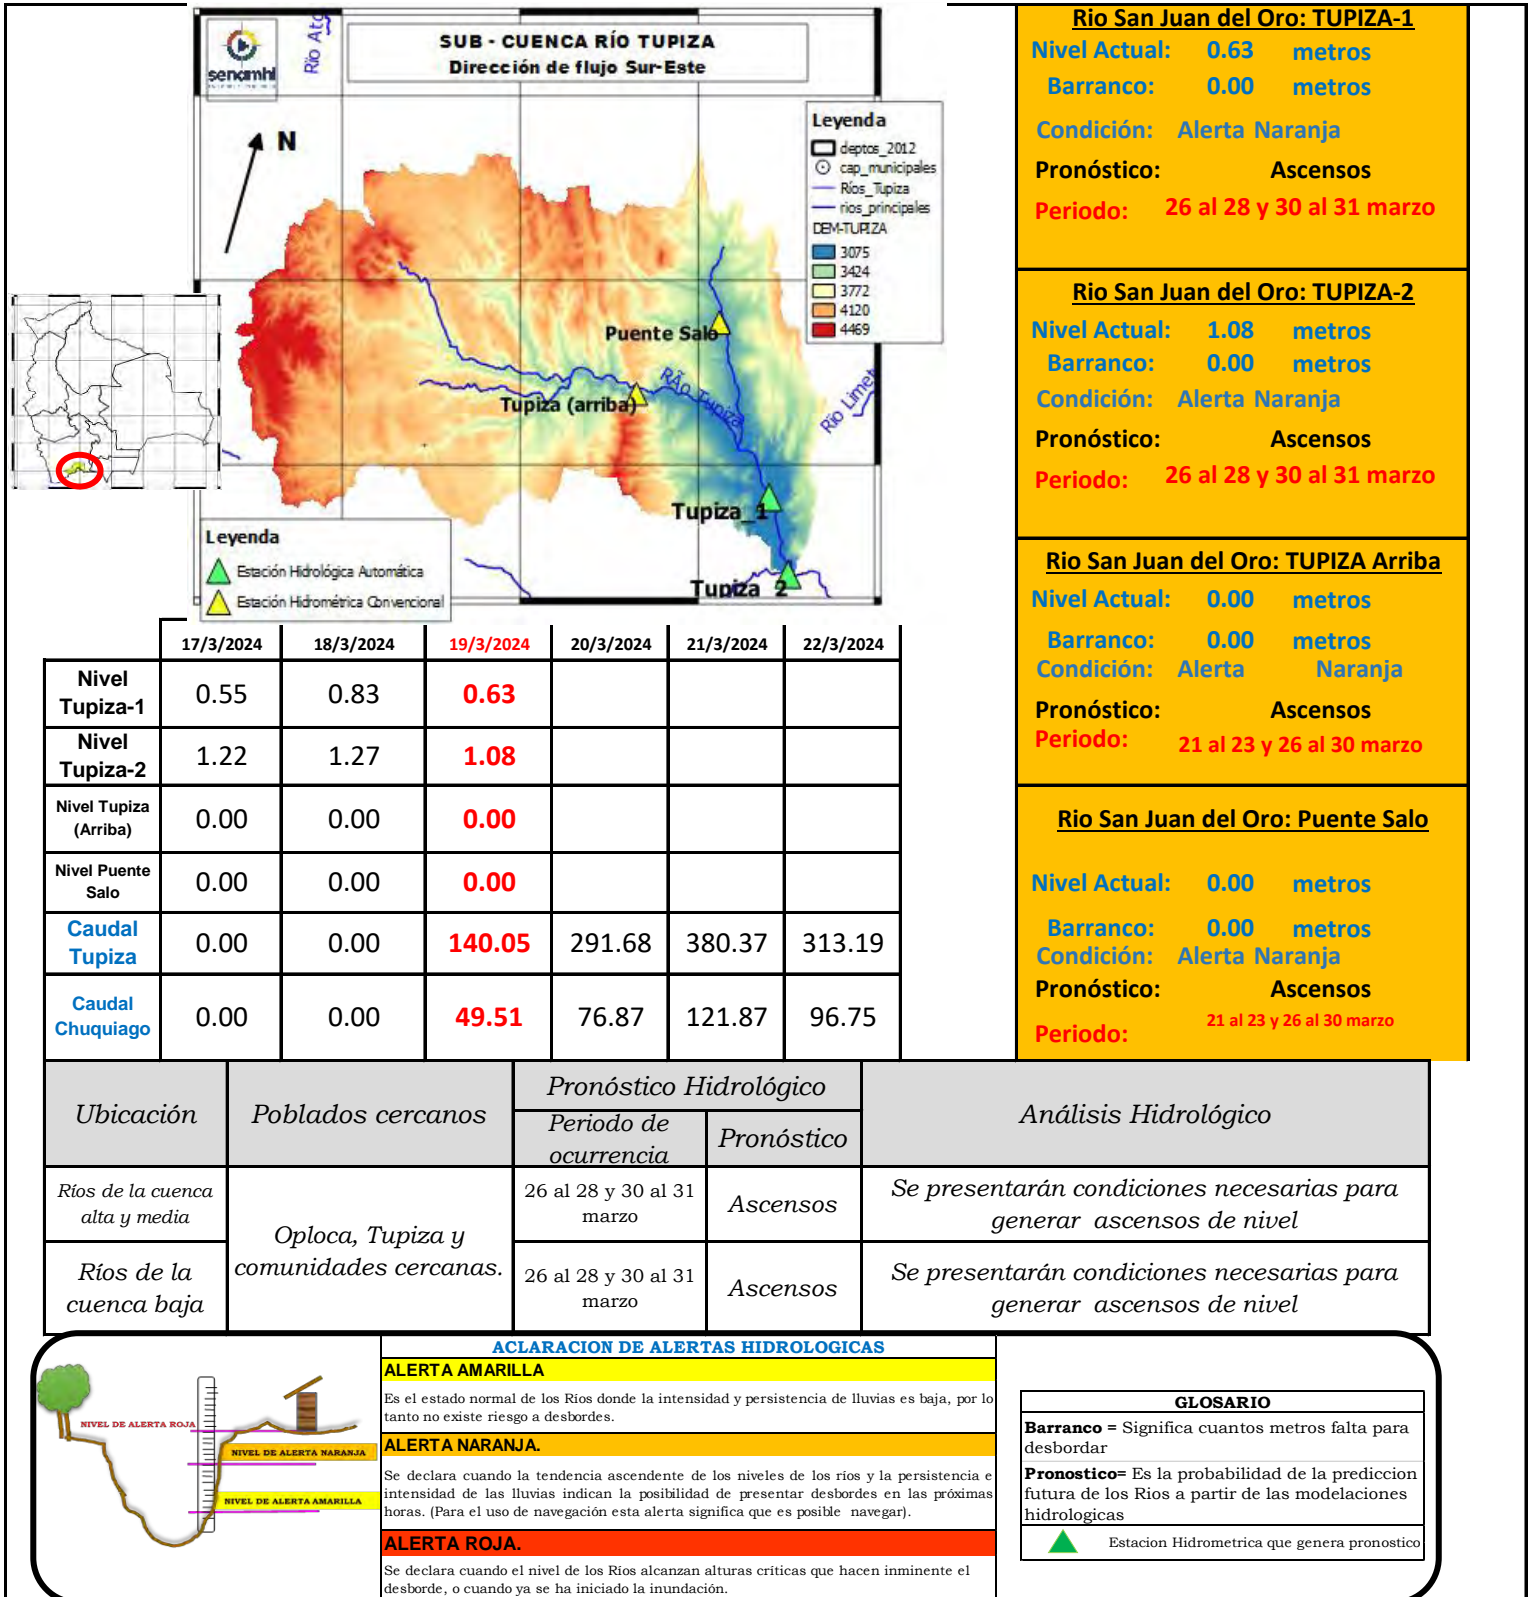 senamhi
Río Ato
SUB - CUENCA RÍO TUPIZA
Dirección de flujo Sur-Este
N
Leyenda
deptos_2012
cap_municipales
Ríos_Tupiza
rios_principales
DEM-TUPIZA
3075
3424
3772
4120
4469
Puente Salo
Tupiza (arriba)
RÃ­o Tupiza
Rio Limet
Tupiza_1
Tupiza_2
Leyenda
Estación Hidrológica Automática
Estación Hidrométrica Convencional
Rio San Juan del Oro: TUPIZA-1
Nivel Actual: 0.63 metros
Barranco: 0.00 metros
Condición: Alerta Naranja
Pronóstico: Ascensos
Periodo: 26 al 28 y 30 al 31 marzo
Rio San Juan del Oro: TUPIZA-2
Nivel Actual: 1.08 metros
Barranco: 0.00 metros
Condición: Alerta Naranja
Pronóstico: Ascensos
Periodo: 26 al 28 y 30 al 31 marzo
Rio San Juan del Oro: TUPIZA Arriba
Nivel Actual: 0.00 metros
Barranco: 0.00 metros
Condición: Alerta Naranja
Pronóstico: Ascensos
Periodo: 21 al 23 y 26 al 30 marzo
Rio San Juan del Oro: Puente Salo
Nivel Actual: 0.00 metros
Barranco: 0.00 metros
Condición: Alerta Naranja
Pronóstico: Ascensos
Periodo: 21 al 23 y 26 al 30 marzo
17/3/2024 18/3/2024 19/3/2024 20/3/2024 21/3/2024 22/3/2024
Nivel
Tupiza-1
0.55 0.83 0.63
Nivel
Tupiza-2
1.22 1.27 1.08
Nivel Tupiza
(Arriba)
0.00 0.00 0.00
Nivel Puente
Salo
0.00 0.00 0.00
Caudal
Tupiza
0.00 0.00 140.05 291.68 380.37 313.19
Caudal
Chuquiago
0.00 0.00 49.51 76.87 121.87 96.75
Ubicación
Poblados cercanos
Pronóstico Hidrológico
Periodo de
ocurrencia
Pronóstico
Análisis Hidrológico
Ríos de la cuenca
alta y media
Oploca, Tupiza y
comunidades cercanas.
26 al 28 y 30 al 31
marzo
Ascensos
Se presentarán condiciones necesarias para
generar ascensos de nivel
Ríos de la
cuenca baja
26 al 28 y 30 al 31
marzo
Ascensos
Se presentarán condiciones necesarias para
generar ascensos de nivel
NIVEL DE ALERTA ROJA
NIVEL DE ALERTA NARANJA
NIVEL DE ALERTA AMARILLA
ACLARACION DE ALERTAS HIDROLOGICAS
ALERTA AMARILLA
Es el estado normal de los Ríos donde la intensidad y persistencia de lluvias es baja, por lo
tanto no existe riesgo a desbordes.
ALERTA NARANJA.
Se declara cuando la tendencia ascendente de los niveles de los ríos y la persistencia e
intensidad de las lluvias indican la posibilidad de presentar desbordes en las próximas
horas. (Para el uso de navegación esta alerta significa que es posible navegar).
ALERTA ROJA.
Se declara cuando el nivel de los Ríos alcanzan alturas críticas que hacen inminente el
desborde, o cuando ya se ha iniciado la inundación.
GLOSARIO
Barranco = Significa cuantos metros falta para
desbordar
Pronostico= Es la probabilidad de la prediccion
futura de los Rios a partir de las modelaciones
hidrologicas
Estacion Hidrometrica que genera pronostico